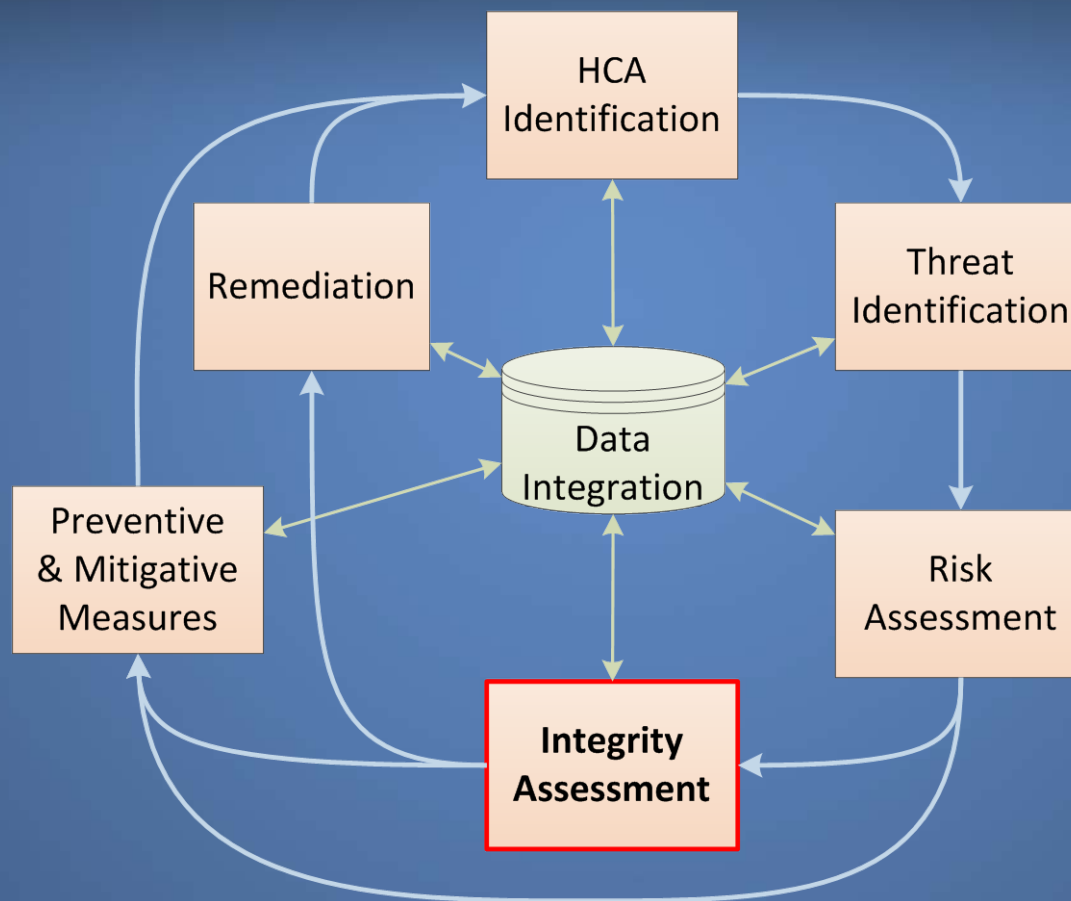 HCA
Identification
Threat
Identification
Remediation
Data
Integration
Preventive
& Mitigative
Measures
Risk
Assessment
Integrity
Assessment